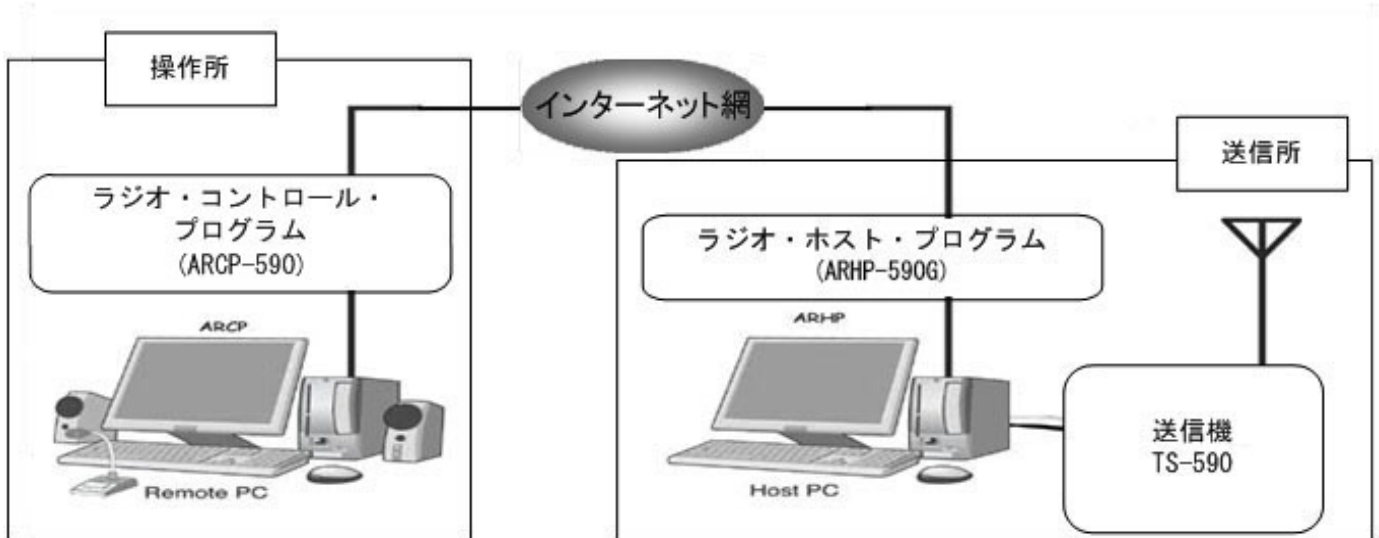 操作所
インターネット網
送信所
ラジオ・コントロール・
プログラム
(ARCP-590)
ラジオ・ホスト・プログラム
(ARHP-590G)
ARCP
ARHP
送信機
TS-590
Remote PC
Host PC